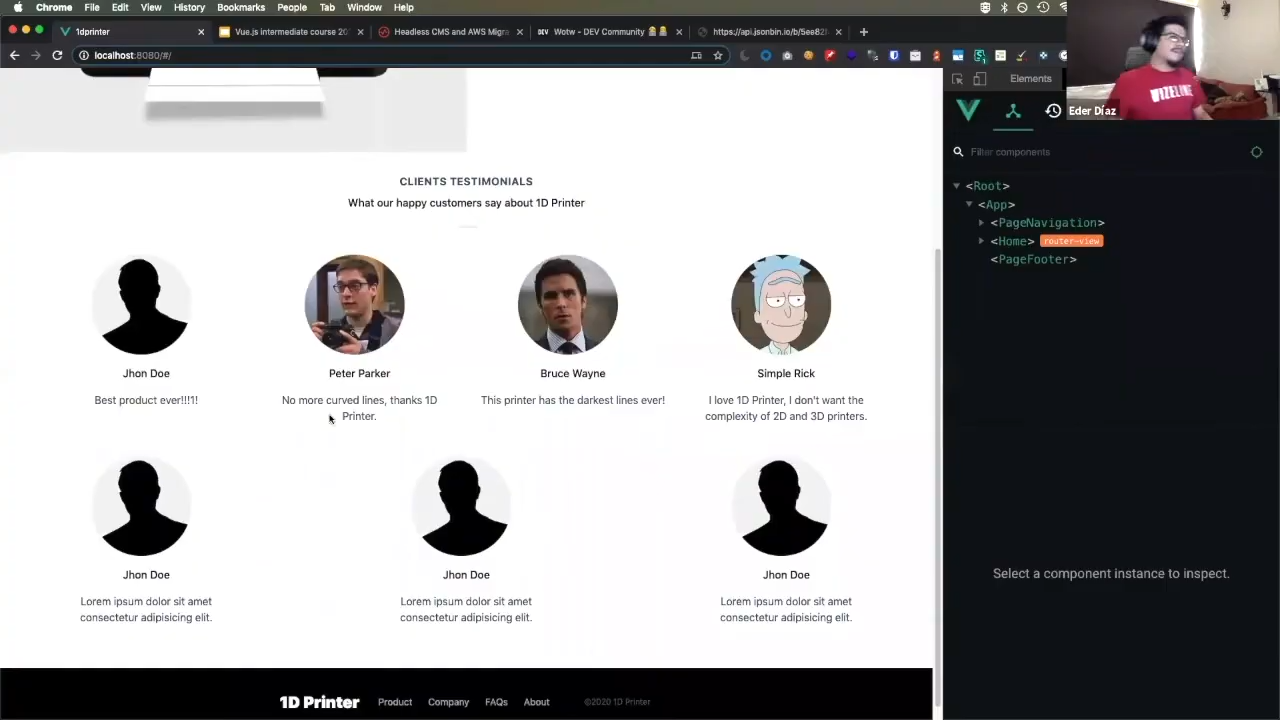 Chrome File Edit View History Bookmarks People Tab Window Help
1dprinter
Vue.js intermediate course 20
Headless CMS and AWS Migra
DEV Wotw - DEV Community
https://api.jsonbin.io/b/5ee82
localhost:8080/#/
Elements
WIZELINE
Eder Díaz
Filter components
<Root>
<App>
<PageNavigation>
<Home> router-view
<PageFooter>
Select a component instance to inspect.
CLIENTS TESTIMONIALS
What our happy customers say about 1D Printer
Jhon Doe Peter Parker Bruce Wayne Simple Rick
Best product ever!!!1! No more curved lines, thanks 1D This printer has the darkest lines ever! I love 1D Printer, I don't want the
Printer. complexity of 2D and 3D printers.
Jhon Doe Jhon Doe Jhon Doe
Lorem ipsum dolor sit amet Lorem ipsum dolor sit amet Lorem ipsum dolor sit amet
consectetur adipisicing elit. consectetur adipisicing elit. consectetur adipisicing elit.
1D Printer Product Company FAQs About ©2020 1D Printer